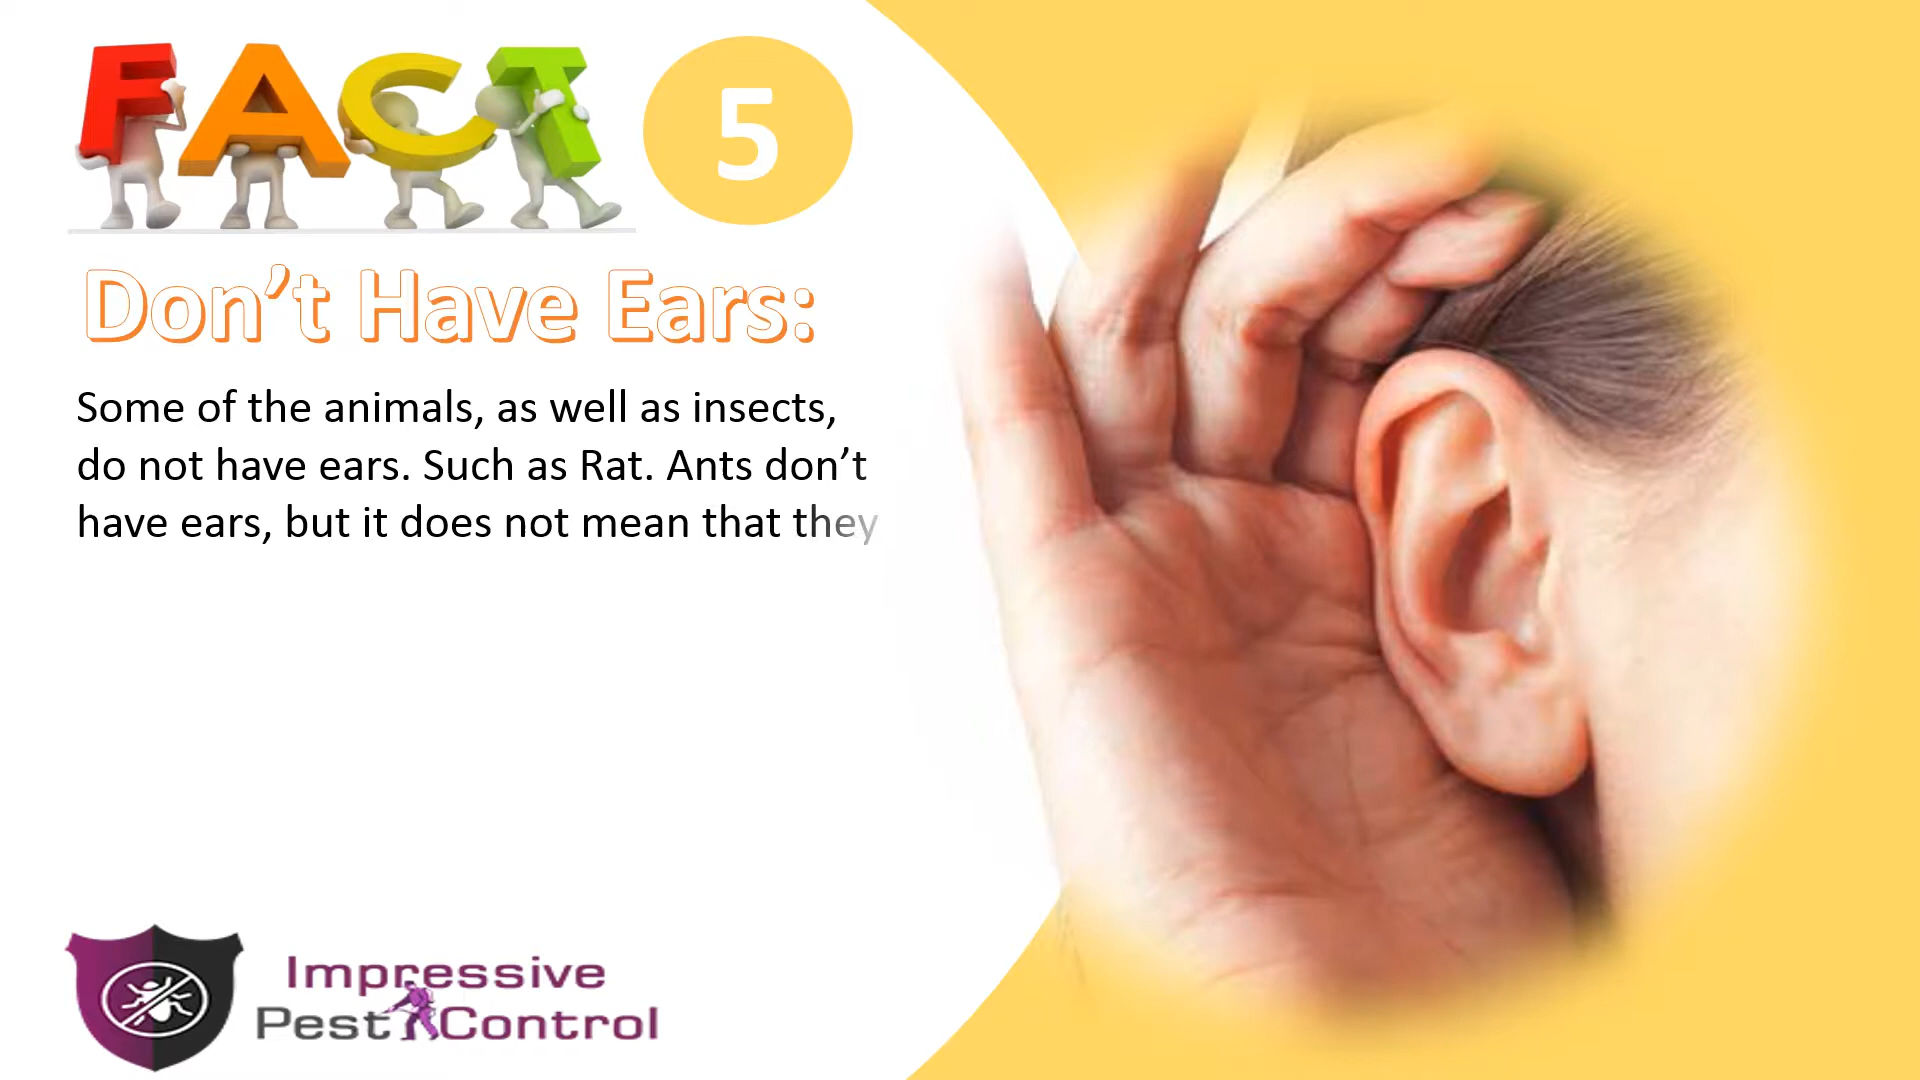 FACT 5
Don’t Have Ears:
Some of the animals, as well as insects,
do not have ears. Such as Rat. Ants don’t
have ears, but it does not mean that they
Impressive
Pest Control